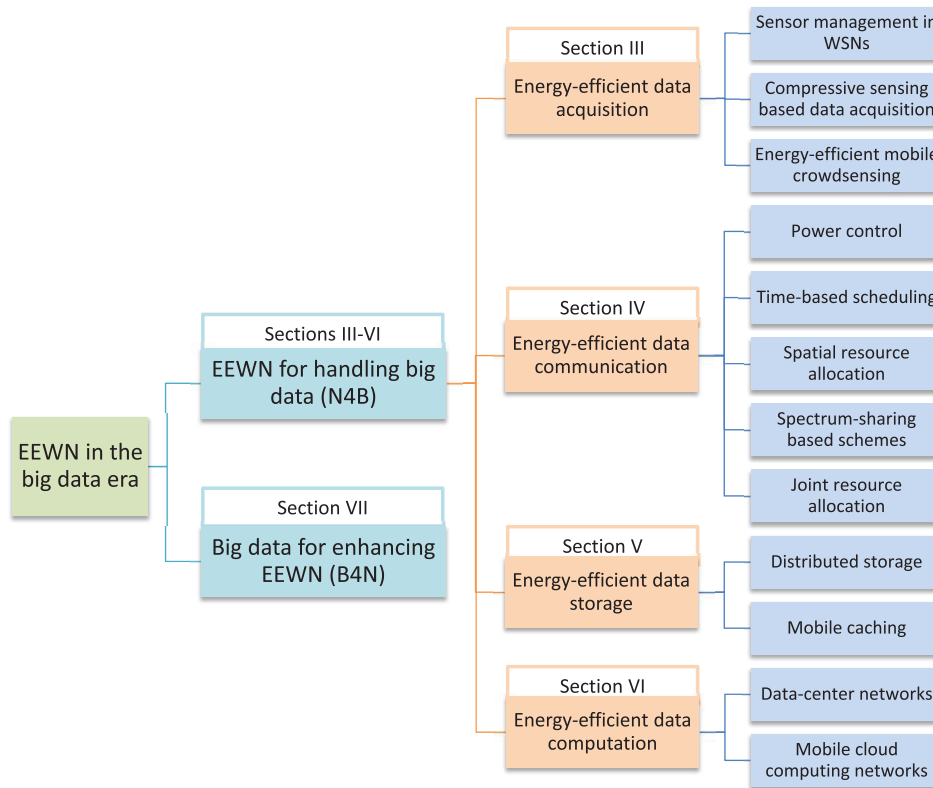 EEWN in the
big data era
Sections III-VI
EEWN for handling big
data (N4B)
Section VII
Big data for enhancing
EEWN (B4N)
Section III
Energy-efficient data
acquisition
Sensor management in
WSNs
Compressive sensing
based data acquisition
Energy-efficient mobile
crowdsensing
Section IV
Energy-efficient data
communication
Power control
Time-based scheduling
Spatial resource
allocation
Spectrum-sharing
based schemes
Joint resource
allocation
Section V
Energy-efficient data
storage
Distributed storage
Mobile caching
Section VI
Energy-efficient data
computation
Data-center networks
Mobile cloud
computing networks